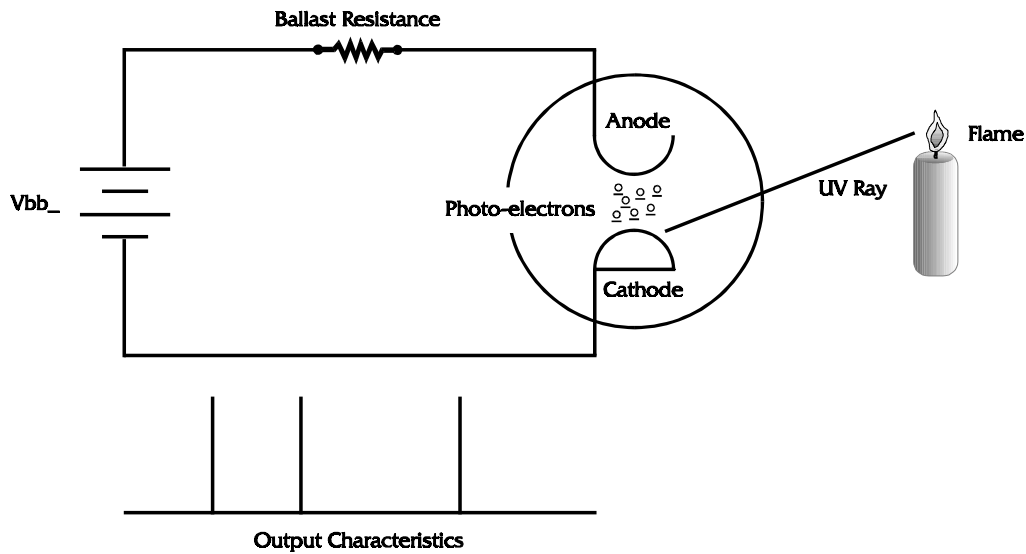 Ballast Resistance
Anode
Flame
UV Ray
Vbb_
Photo-electrons
Cathode
Output Characteristics